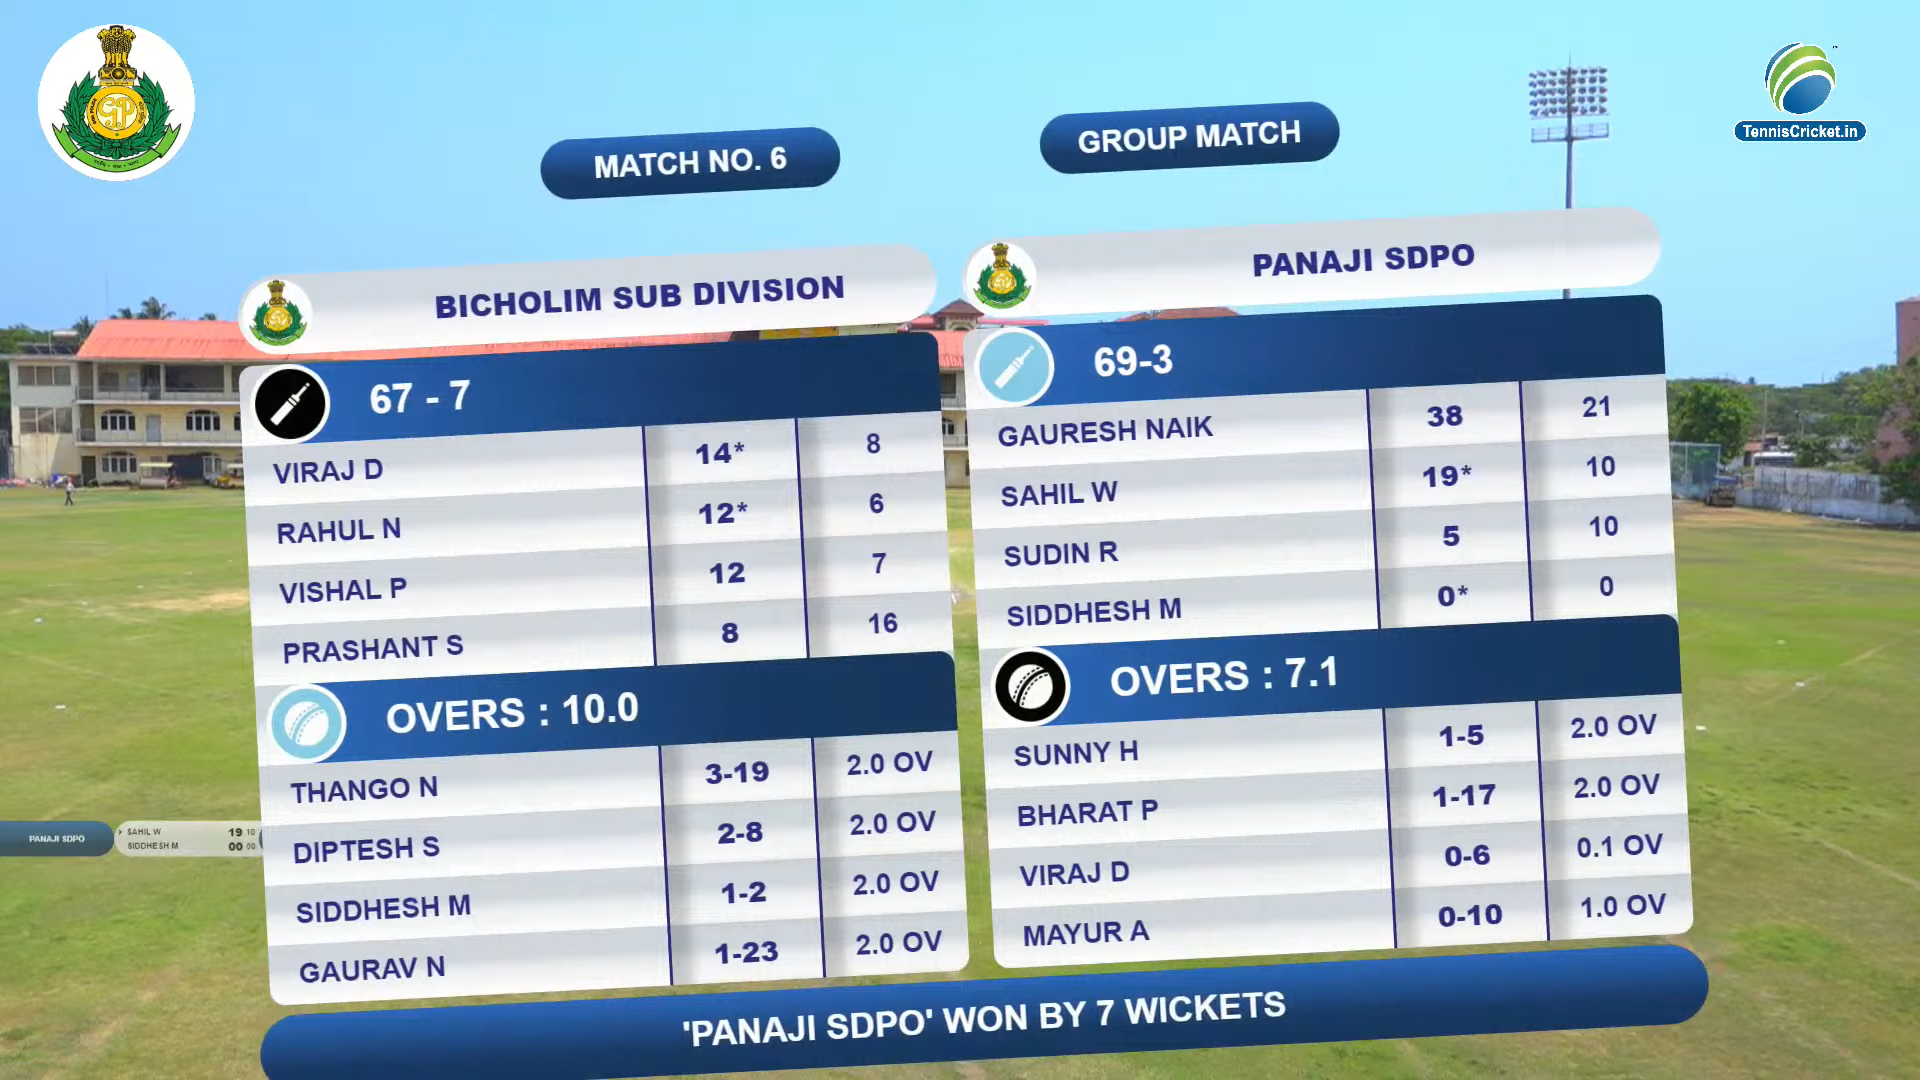 TennisCricket.in
MATCH NO. 6
GROUP MATCH
BICHOLIM SUB DIVISION
67 - 7
VIRAJ D 14* 8
RAHUL N 12* 6
VISHAL P 12 7
PRASHANT S 8 16
OVERS : 10.0
THANGO N 3-19 2.0 OV
DIPTESH S 2-8 2.0 OV
SIDDHESH M 1-2 2.0 OV
GAURAV N 1-23 2.0 OV
PANAJI SDPO
69-3
GAURESH NAIK 38 21
SAHIL W 19* 10
SUDIN R 5 10
SIDDHESH M 0* 0
OVERS : 7.1
SUNNY H 1-5 2.0 OV
BHARAT P 1-17 2.0 OV
VIRAJ D 0-6 0.1 OV
MAYUR A 0-10 1.0 OV
PANAJI SDPO
SAHIL W 19 10
SIDDHESH M 00 00
'PANAJI SDPO' WON BY 7 WICKETS